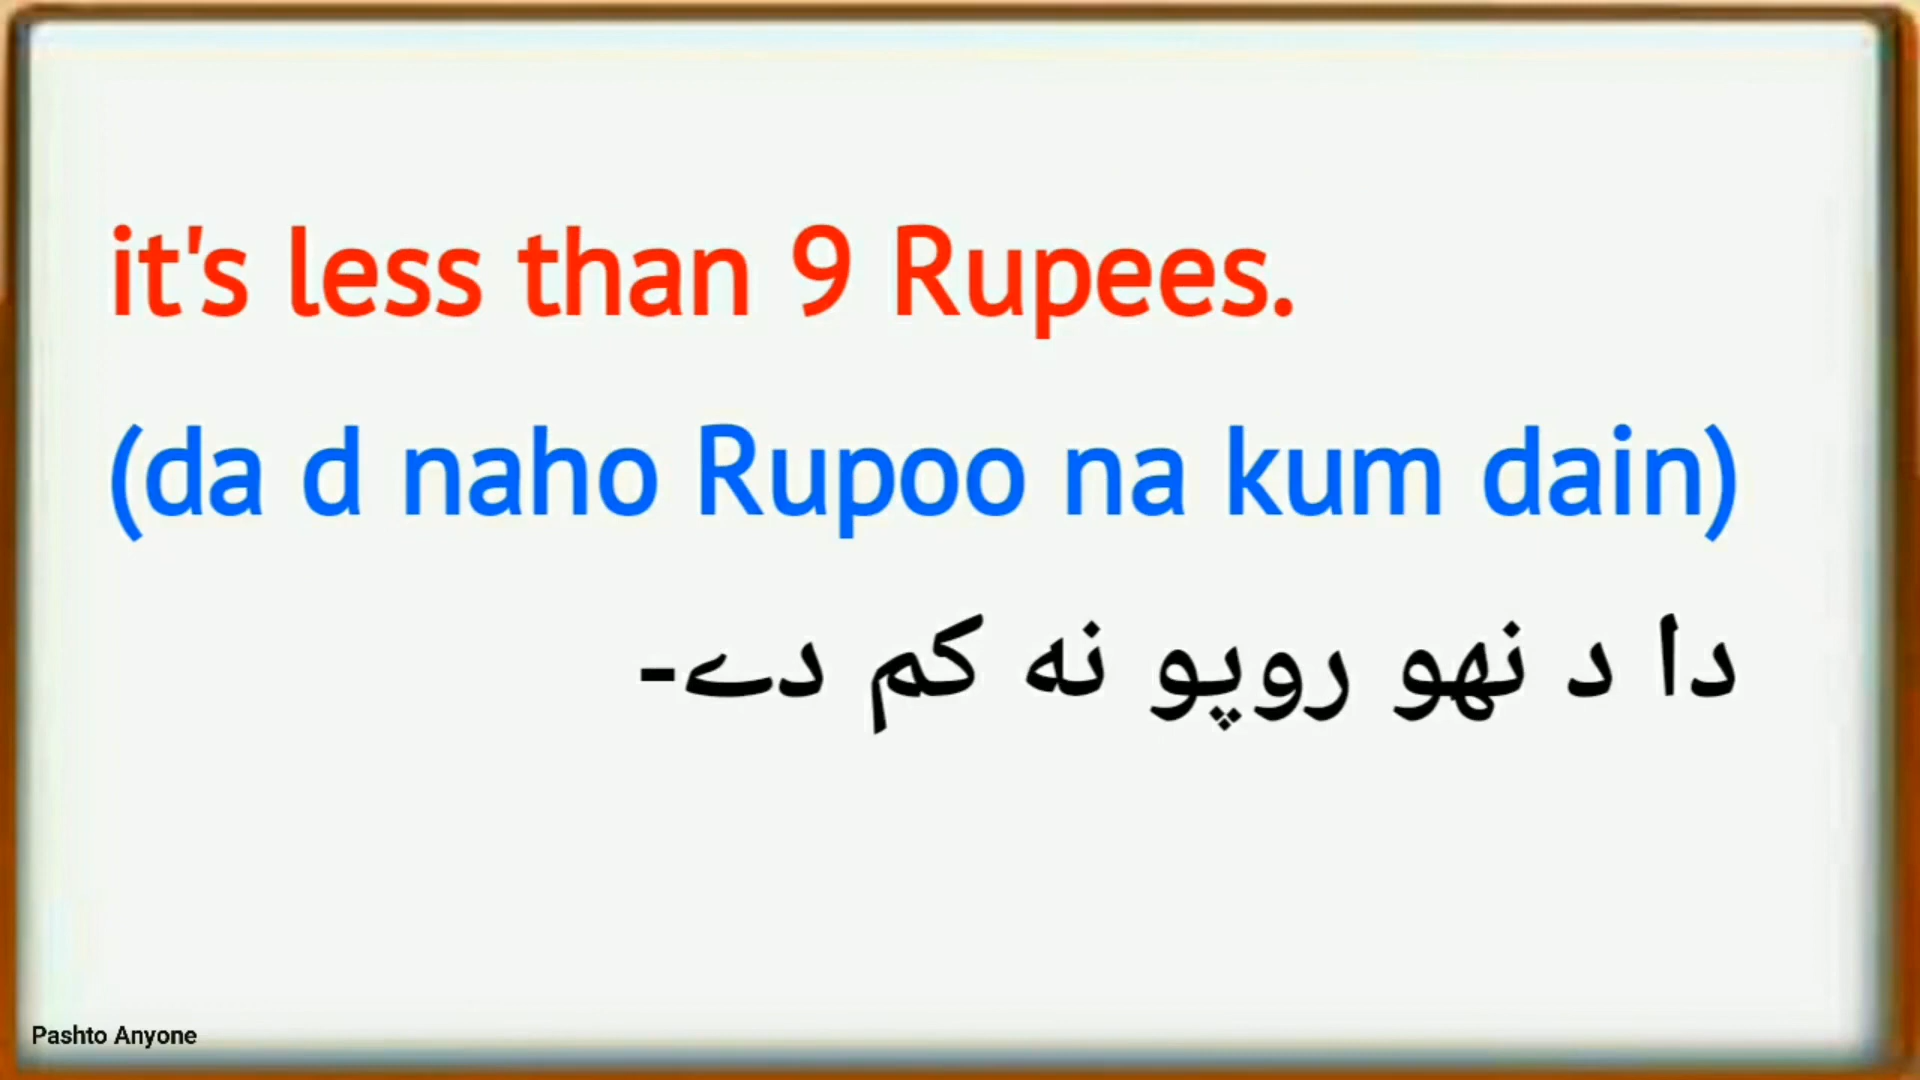 it's less than 9 Rupees.
(da d naho Rupoo na kum dain)
دا د نهو روپو نه کم دے-
Pashto Anyone